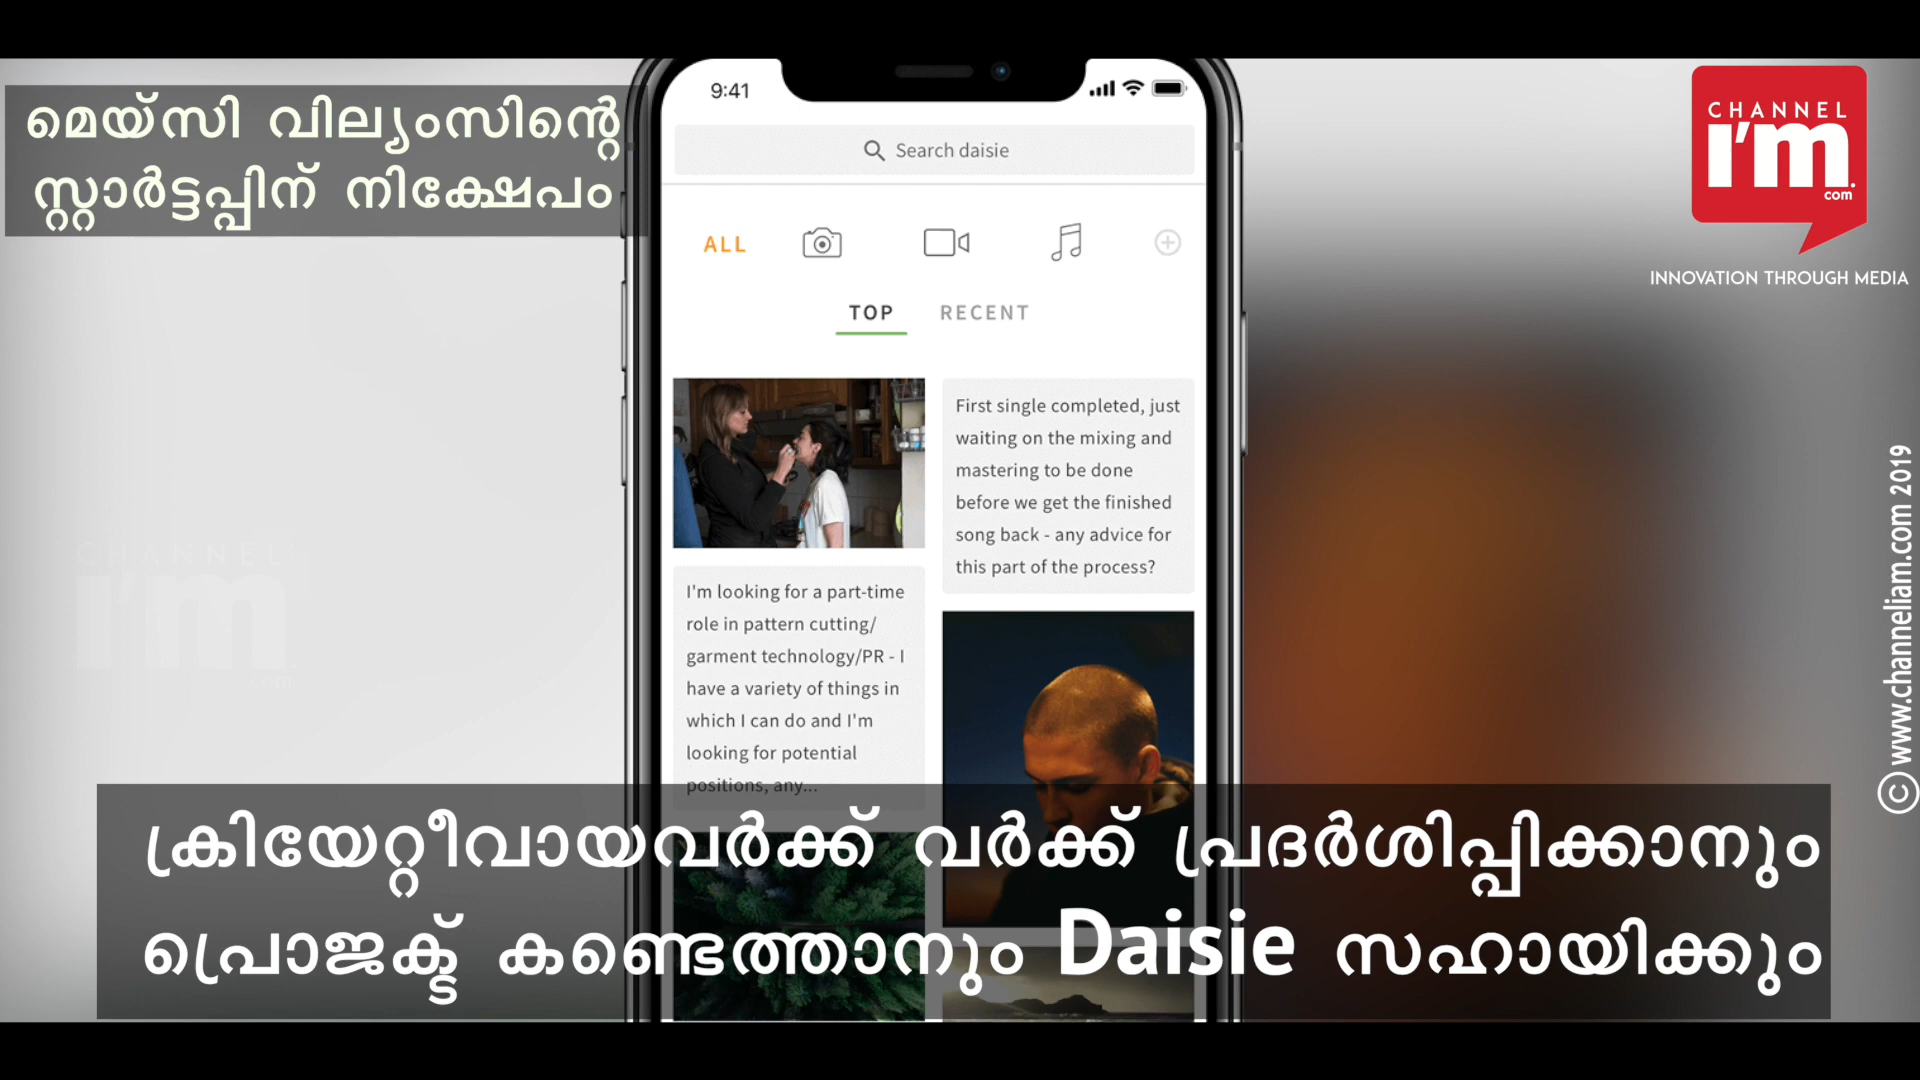 മെയ്സി വില്യംസിന്റെ
സ്റ്റാർട്ടപ്പിന് നിക്ഷേപം
9:41
Search daisie
ALL
TOP RECENT
First single completed, just
waiting on the mixing and
mastering to be done
before we get the finished
song back - any advice for
this part of the process?
I'm looking for a part-time
role in pattern cutting/
garment technology/PR - I
have a variety of things in
which I can do and I'm
looking for potential
positions, any...
CHANNEL
I'm
.com
INNOVATION THROUGH MEDIA
CHANNEL
I'm
.com
© www.channeliam.com 2019
ക്രിയേറ്റീവായവർക്ക് വർക്ക് പ്രദർശിപ്പിക്കാനും
പ്രൊജക്ട് കണ്ടെത്താനും Daisie സഹായിക്കും